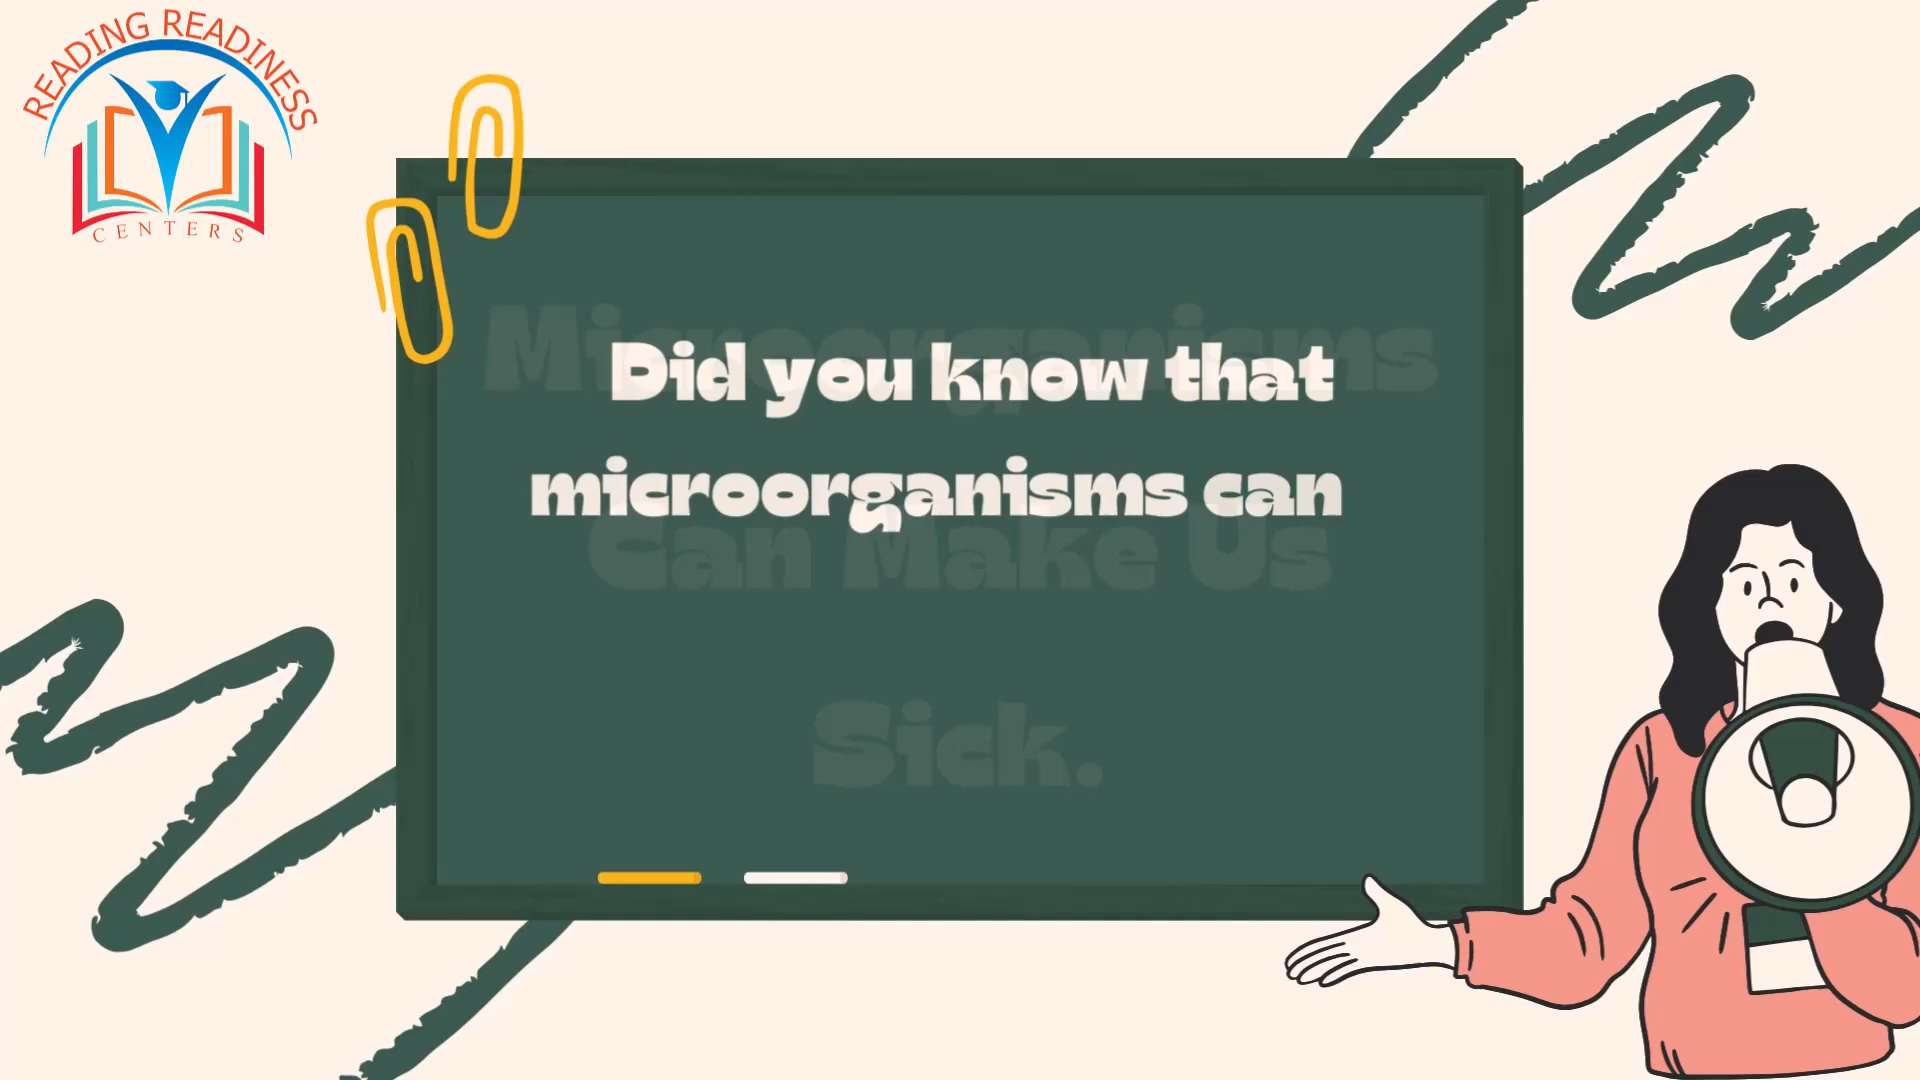 READING READINESS
CENTERS
Microorganisms
Did you know that
microorganisms can
Can Make Us
Sick.